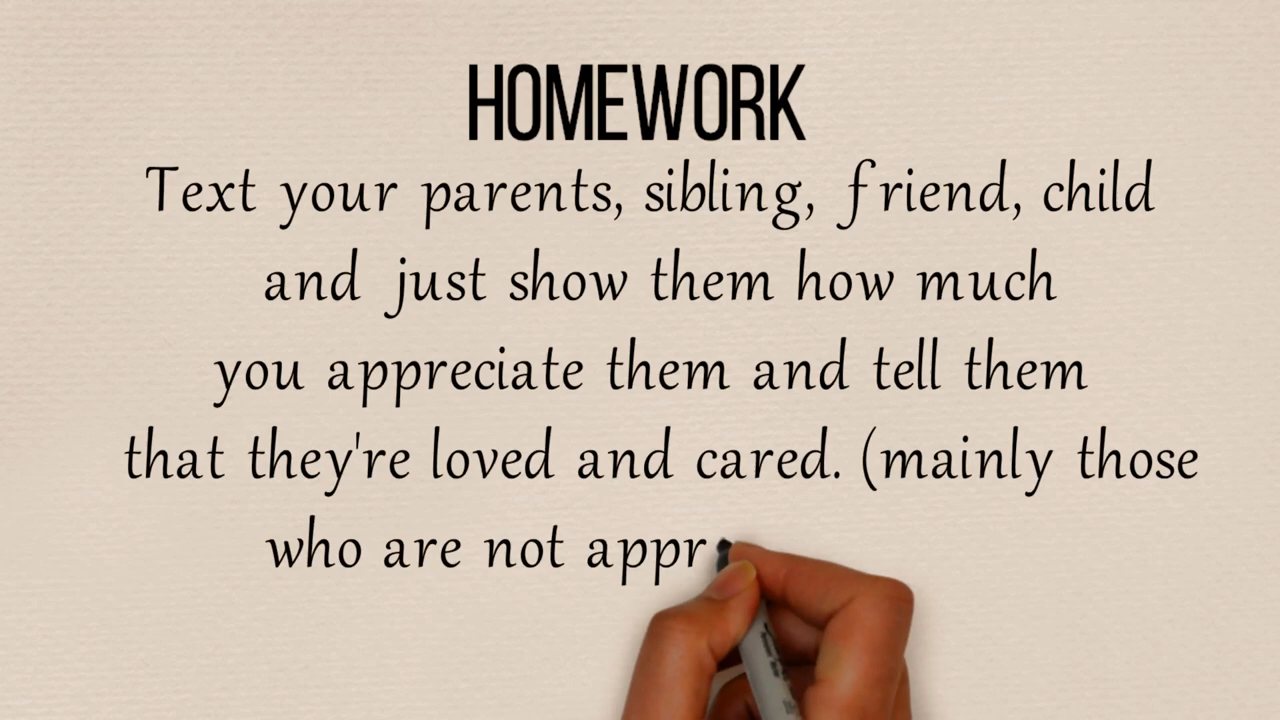 HOMEWORK
Text your parents, sibling, friend, child
and just show them how much
you appreciate them and tell them
that they're loved and cared. (mainly those
who are not appr